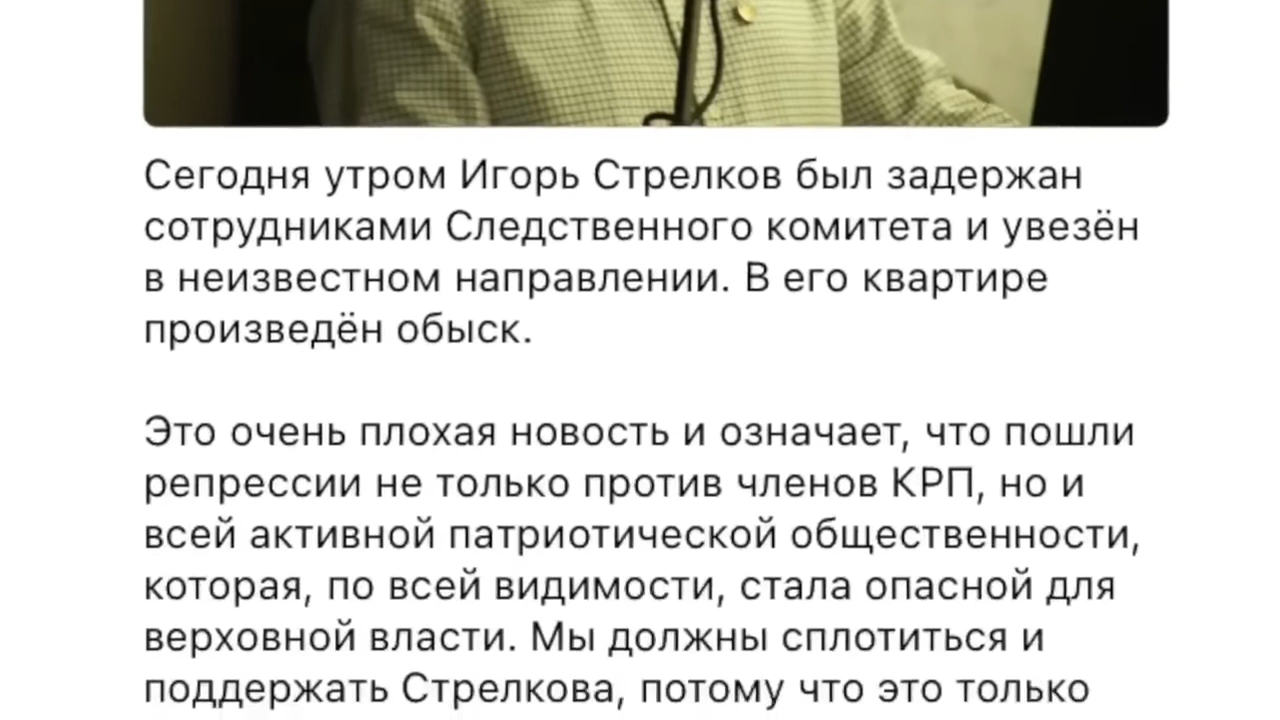 Сегодня утром Игорь Стрелков был задержан
сотрудниками Следственного комитета и увезён
в неизвестном направлении. В его квартире
произведён обыск.
Это очень плохая новость и означает, что пошли
репрессии не только против членов КРП, но и
всей активной патриотической общественности,
которая, по всей видимости, стала опасной для
верховной власти. Мы должны сплотиться и
поддержать Стрелкова, потому что это только